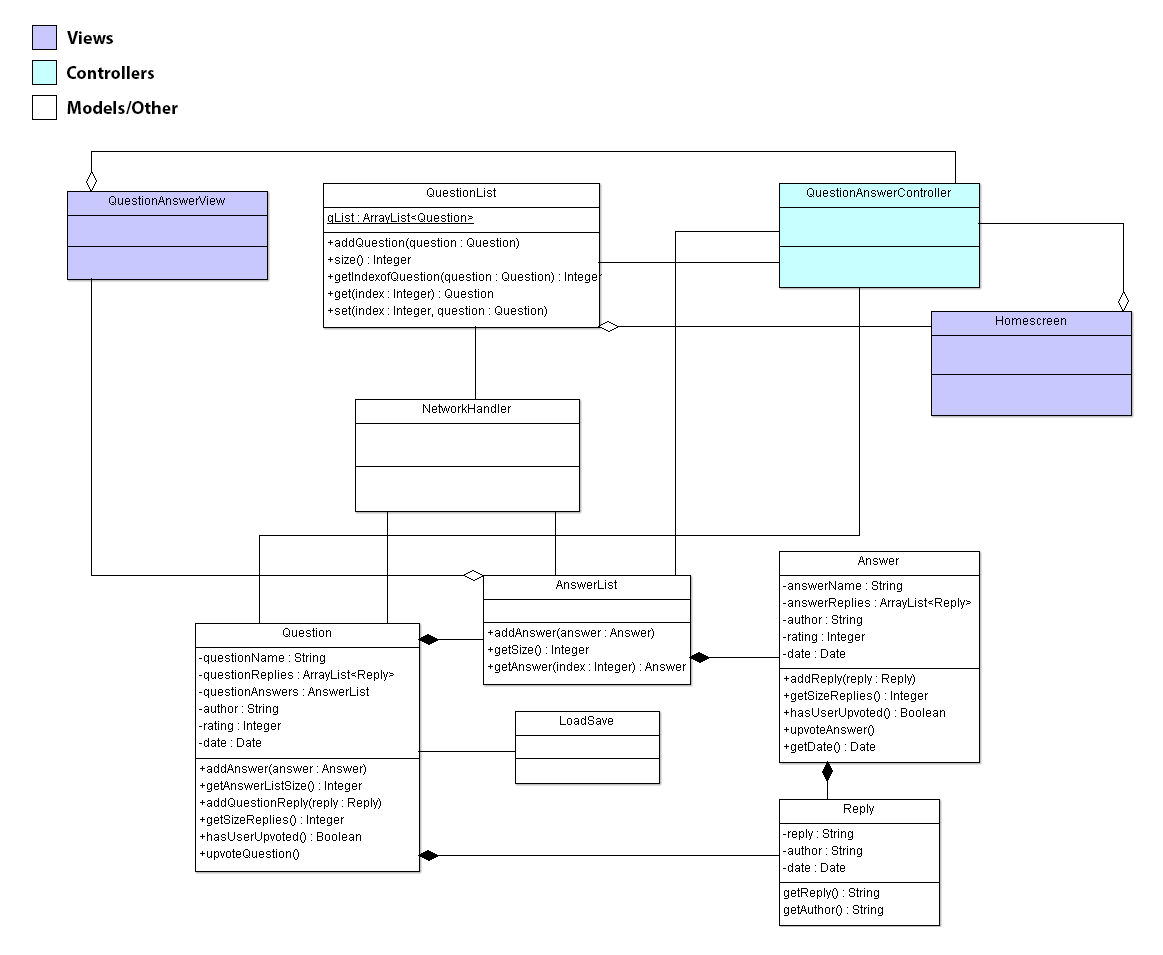 Views
Controllers
Models/Other
QuestionAnswerView
QuestionList
qList : ArrayList<Question>
+addQuestion(question : Question)
+size() : Integer
+getIndexofQuestion(question : Question) : Integer
+get(index : Integer) : Question
+set(index : Integer, question : Question)
QuestionAnswerController
Homescreen
NetworkHandler
AnswerList
+addAnswer(answer : Answer)
+getSize() : Integer
+getAnswer(index : Integer) : Answer
Answer
-answerName : String
-answerReplies : ArrayList<Reply>
-author : String
-rating : Integer
-date : Date
+addReply(reply : Reply)
+getSizeReplies() : Integer
+hasUserUpvoted() : Boolean
+upvoteAnswer()
+getDate() : Date
Question
-questionName : String
-questionReplies : ArrayList<Reply>
-questionAnswers : AnswerList
-author : String
-rating : Integer
-date : Date
+addAnswer(answer : Answer)
+getAnswerListSize() : Integer
+addQuestionReply(reply : Reply)
+getSizeReplies() : Integer
+hasUserUpvoted() : Boolean
+upvoteQuestion()
LoadSave
Reply
-reply : String
-author : String
-date : Date
getReply() : String
getAuthor() : String